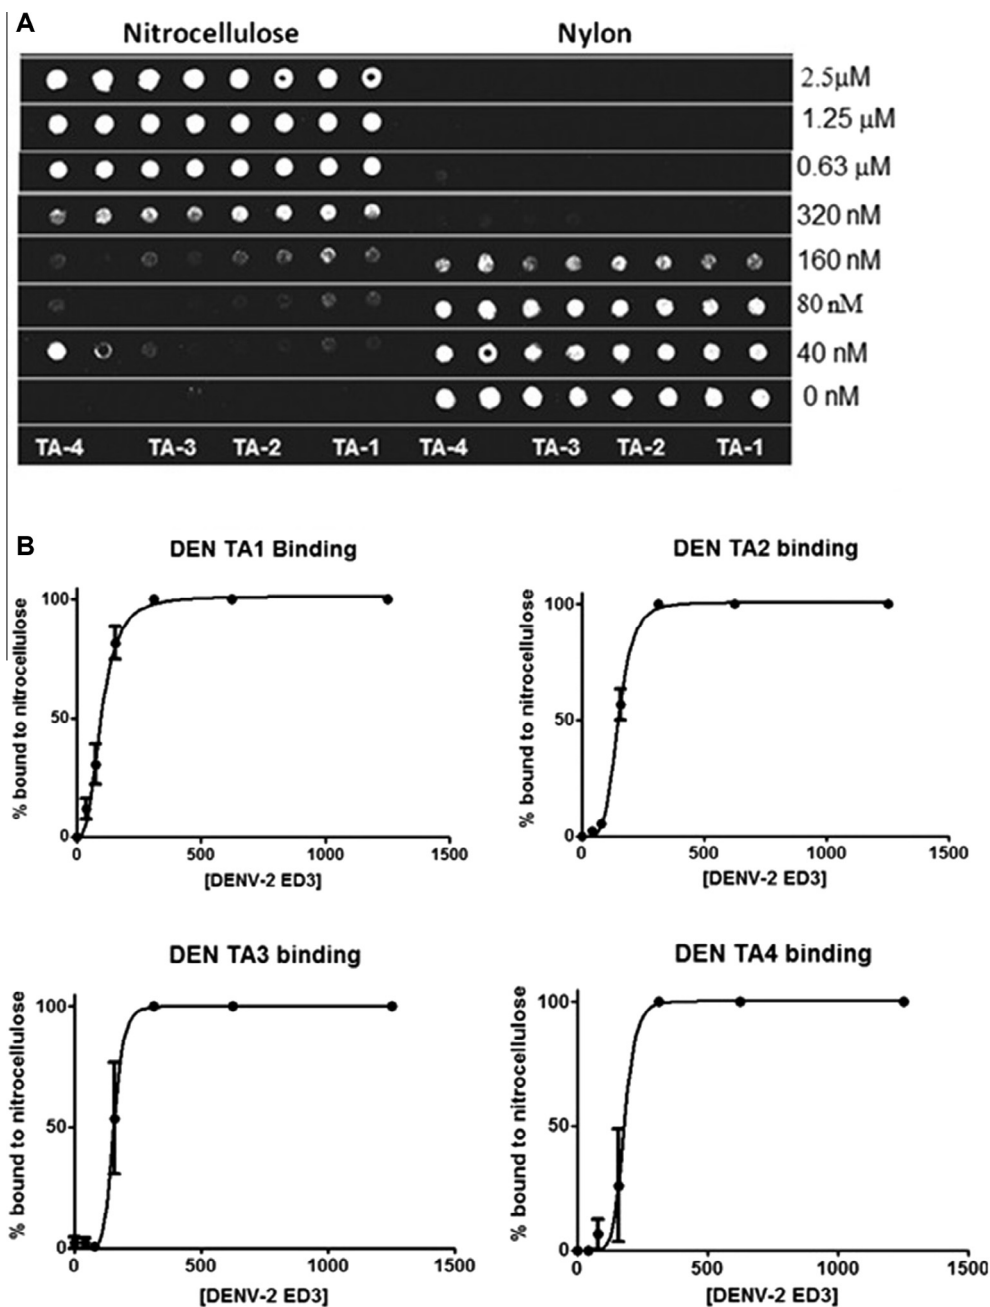 A
Nitrocellulose Nylon
2.5µM
1.25 µM
0.63 µM
320 nM
160 nM
80 nM
40 nM
0 nM
TA-4 TA-3 TA-2 TA-1 TA-4 TA-3 TA-2 TA-1
B
DEN TA1 Binding
% bound to nitrocellulose
100
50
0
0 500 1000 1500
[DENV-2 ED3]
DEN TA2 binding
% bound to nitrocellulose
100
50
0
0 500 1000 1500
[DENV-2 ED3]
DEN TA3 binding
% bound to nitrocellulose
100
50
0
0 500 1000 1500
[DENV-2 ED3]
DEN TA4 binding
% bound to nitrocellulose
100
50
0
0 500 1000 1500
[DENV-2 ED3]